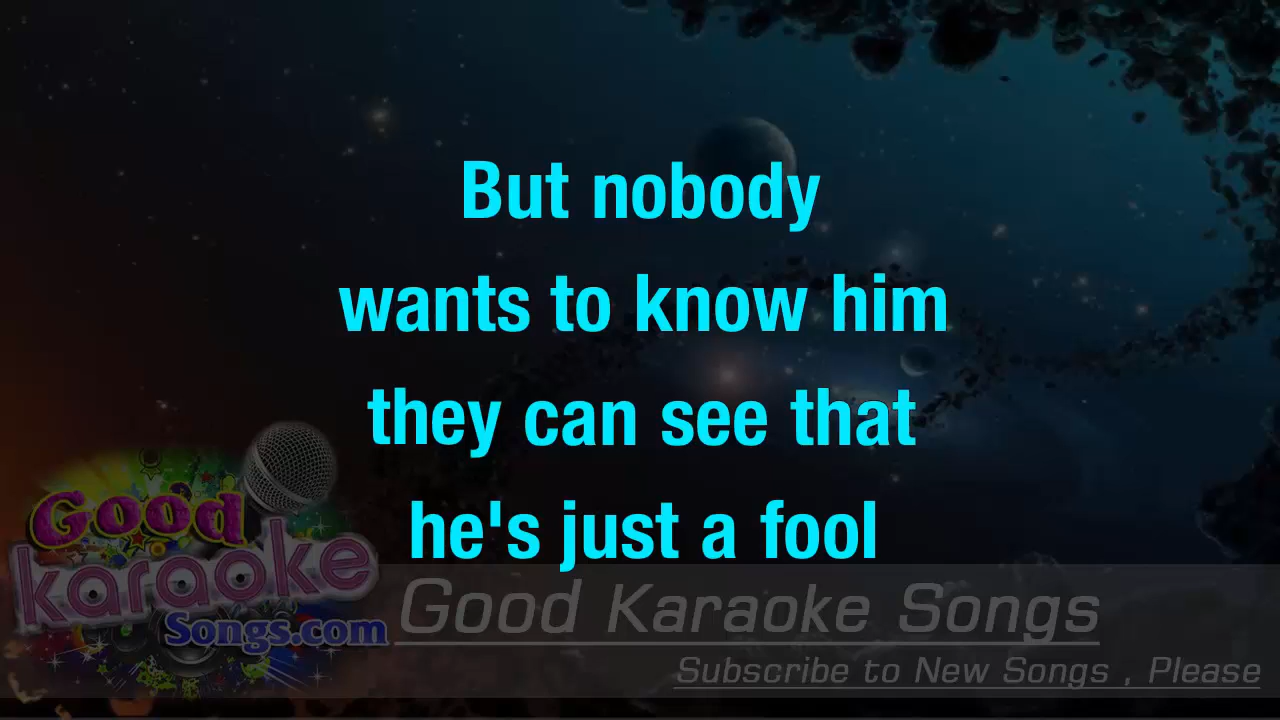 But nobody
wants to know him
they can see that
he's just a fool
Good
karaoke
Songs.com
Good Karaoke Songs
Subscribe to New Songs , Please